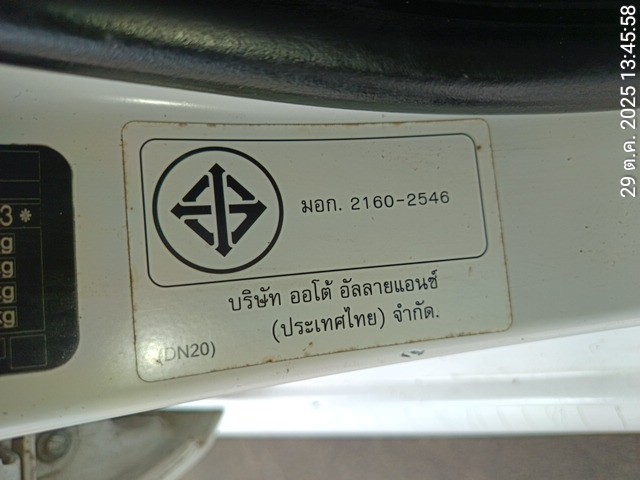 29 ต.ค. 2025 13:45:58
มอก. 2160-2546
บริษัท ออโต้ อัลลายแอนซ์
(ประเทศไทย) จำกัด.
(DN20)
3*
g
g
g
kg